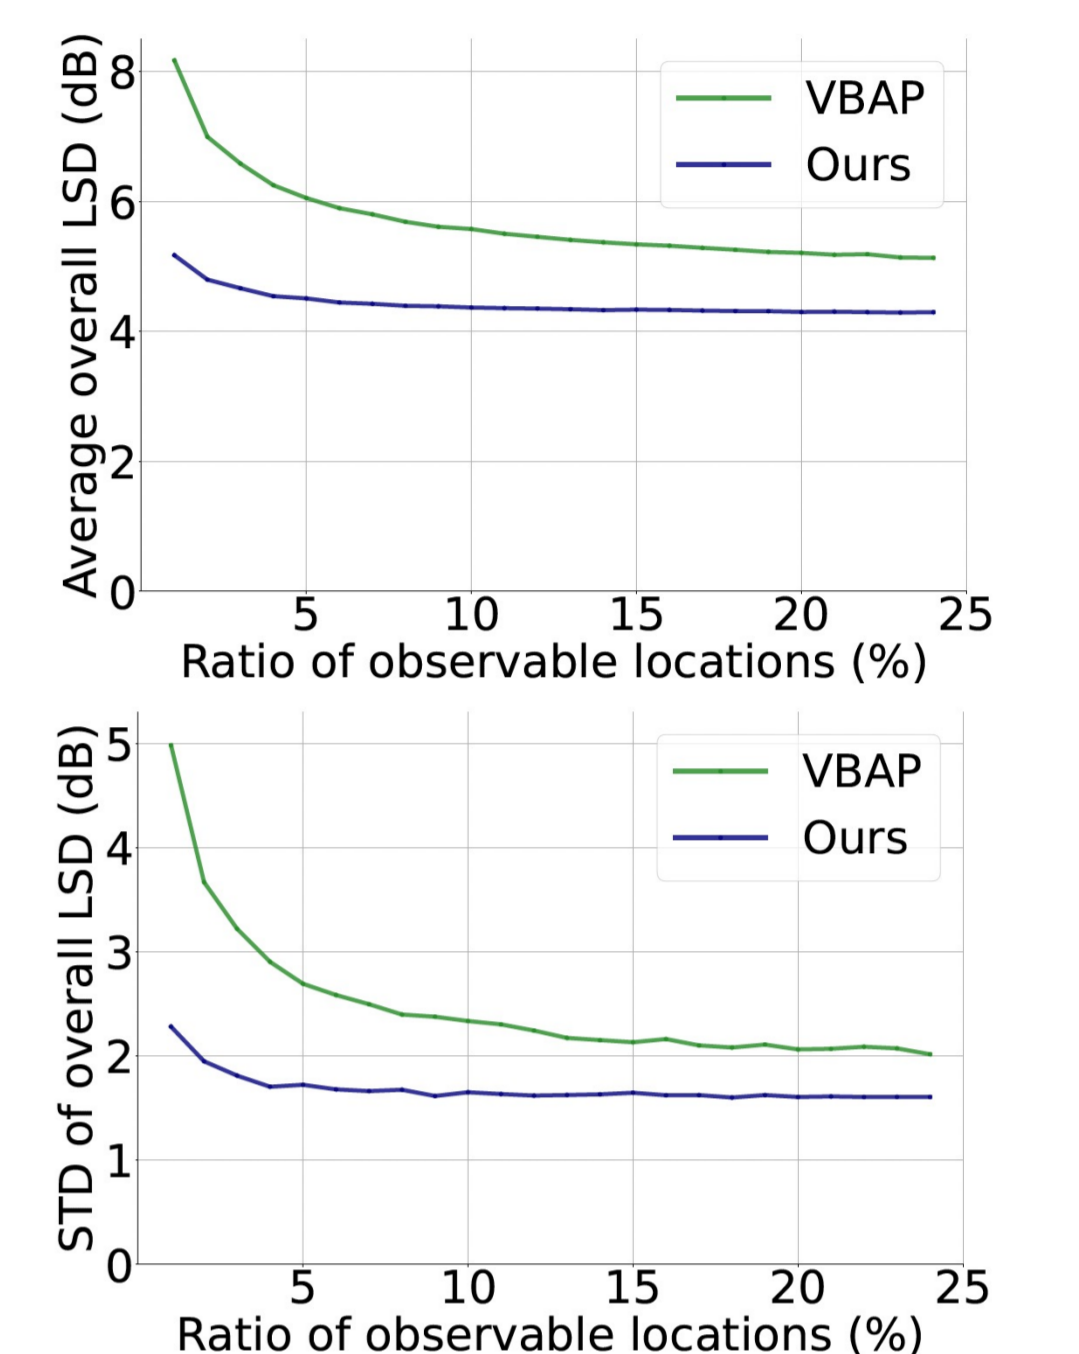 Average overall LSD (dB)
8
6
4
2
0
VBAP
Ours
5 10 15 20 25
Ratio of observable locations (%)
STD of overall LSD (dB)
5
4
3
2
1
0
VBAP
Ours
5 10 15 20 25
Ratio of observable locations (%)